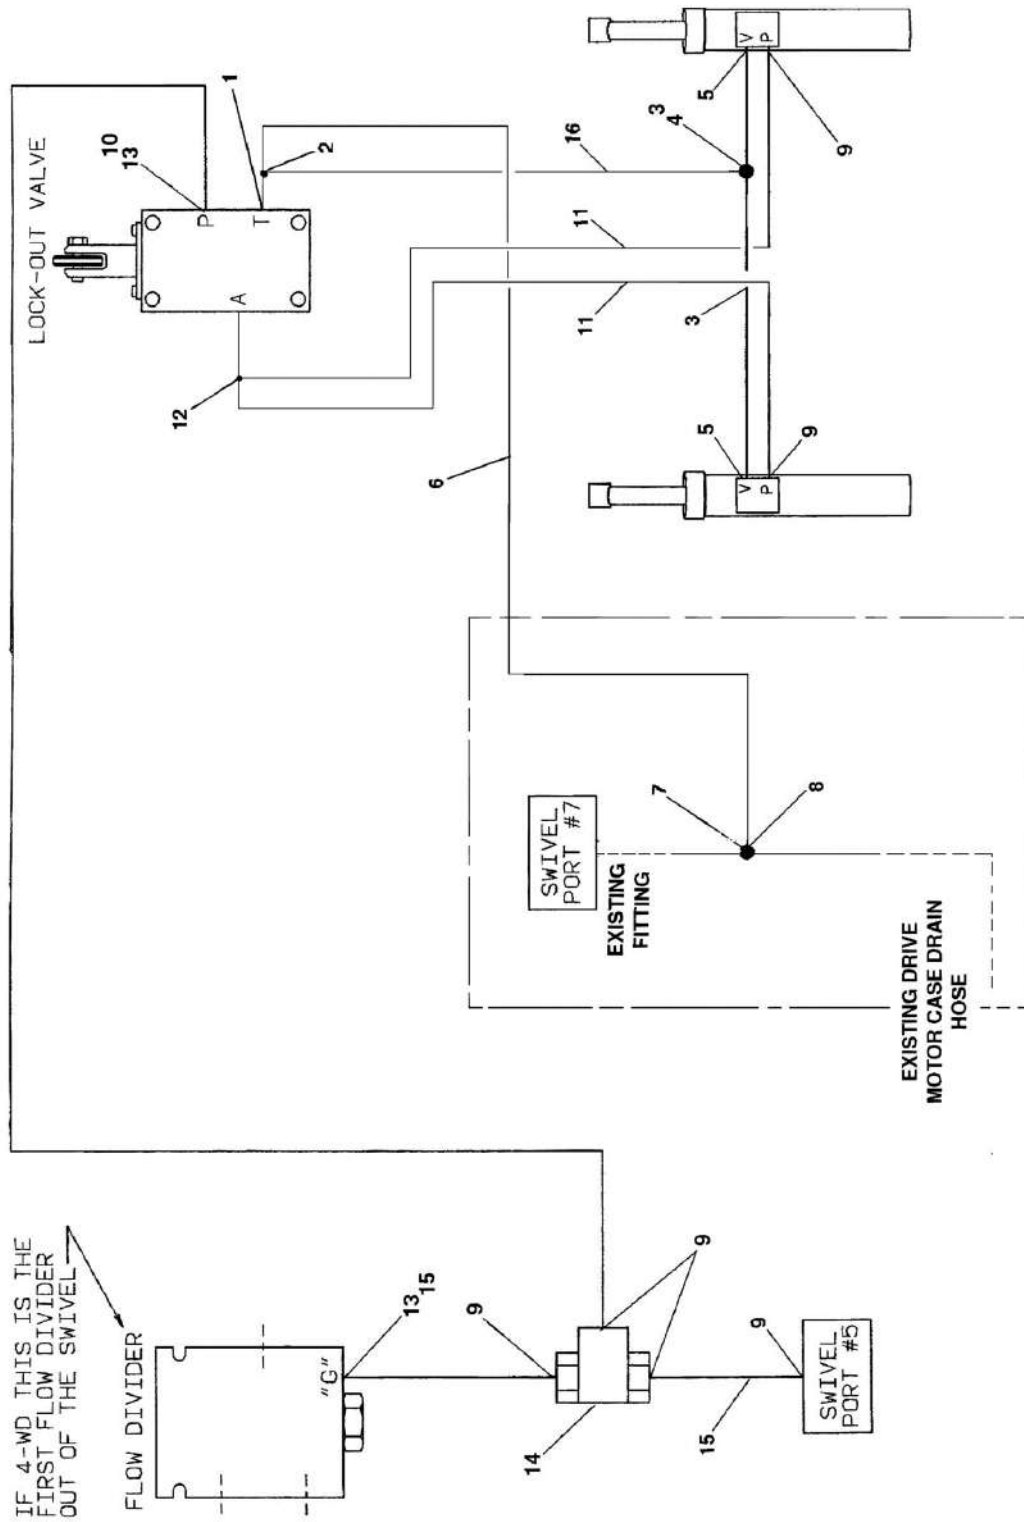 IF 4-WD THIS IS THE
FIRST FLOW DIVIDER
OUT OF THE SWIVEL
FLOW DIVIDER
"G"
13
15
9
14
9
15
9
SWIVEL
PORT #5
LOCK-OUT VALVE
10
13
P
1
T
A
2
12
16
11
11
6
3
4
5
V
P
9
3
5
V
P
9
SWIVEL
PORT #7
EXISTING
FITTING
7
8
EXISTING DRIVE
MOTOR CASE DRAIN
HOSE